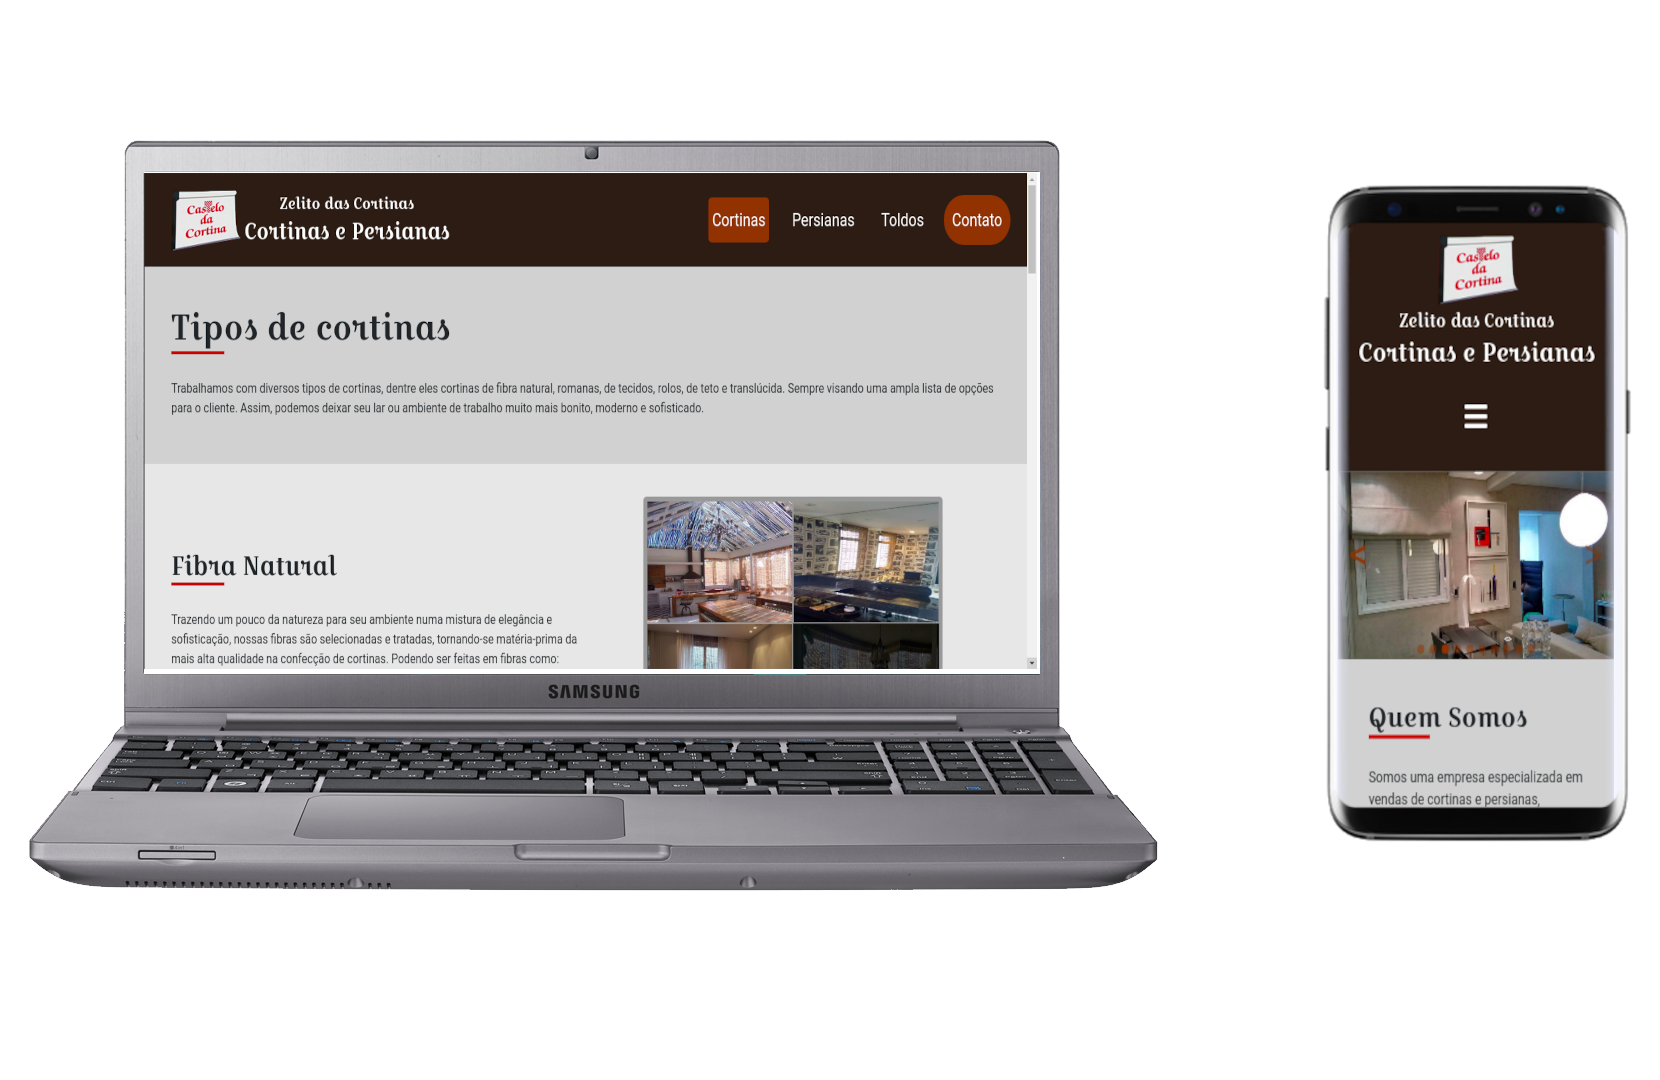 Castelo
da
Cortina
Zelito das Cortinas
Cortinas e Persianas
Cortinas
Persianas
Toldos
Contato
Tipos de cortinas
Trabalhamos com diversos tipos de cortinas, dentre eles cortinas de fibra natural, romanas, de tecidos, rolos, de teto e translúcida. Sempre visando uma ampla lista de opções
para o cliente. Assim, podemos deixar seu lar ou ambiente de trabalho muito mais bonito, moderno e sofisticado.
Fibra Natural
Trazendo um pouco da natureza para seu ambiente numa mistura de elegância e
sofisticação, nossas fibras são selecionadas e tratadas, tornando-se matéria-prima da
mais alta qualidade na confecção de cortinas. Podendo ser feitas em fibras como:
SAMSUNG
Castelo
da
Cortina
Zelito das Cortinas
Cortinas e Persianas
Quem Somos
Somos uma empresa especializada em
vendas de cortinas e persianas,